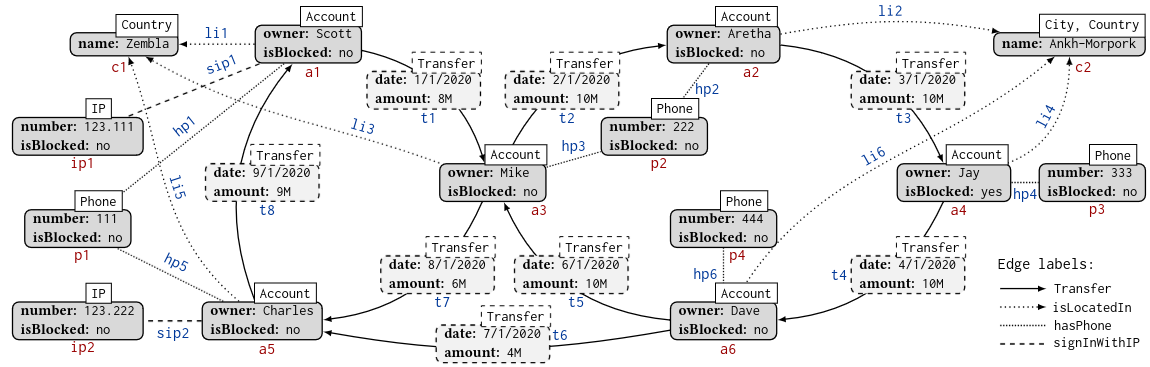 Country
name: Zembla
c1
li1
Account
owner: Scott
isBlocked: no
a1
Transfer
date: 1/1/2020
amount: 8M
t1
Transfer
date: 2/1/2020
amount: 10M
t2
Account
owner: Aretha
isBlocked: no
a2
li2
City, Country
name: Ankh-Morpork
c2
Transfer
date: 3/1/2020
amount: 10M
t3
sip1
IP
number: 123.111
isBlocked: no
ip1
hp1
li3
hp2
Phone
number: 222
isBlocked: no
p2
hp3
li4
li6
Transfer
date: 9/1/2020
amount: 9M
t8
Account
owner: Mike
isBlocked: no
a3
Account
owner: Jay
isBlocked: yes
a4
hp4
Phone
number: 333
isBlocked: no
p3
li5
Phone
number: 111
isBlocked: no
p1
hp5
Phone
number: 444
isBlocked: no
p4
hp6
Transfer
date: 8/1/2020
amount: 6M
t7
Transfer
date: 6/1/2020
amount: 10M
t5
Transfer
date: 4/1/2020
amount: 10M
t4
IP
number: 123.222
isBlocked: no
ip2
sip2
Account
owner: Charles
isBlocked: no
a5
Transfer
date: 7/1/2020
amount: 4M
t6
Account
owner: Dave
isBlocked: no
a6
Edge labels:
Transfer
isLocatedIn
hasPhone
signInWithIP